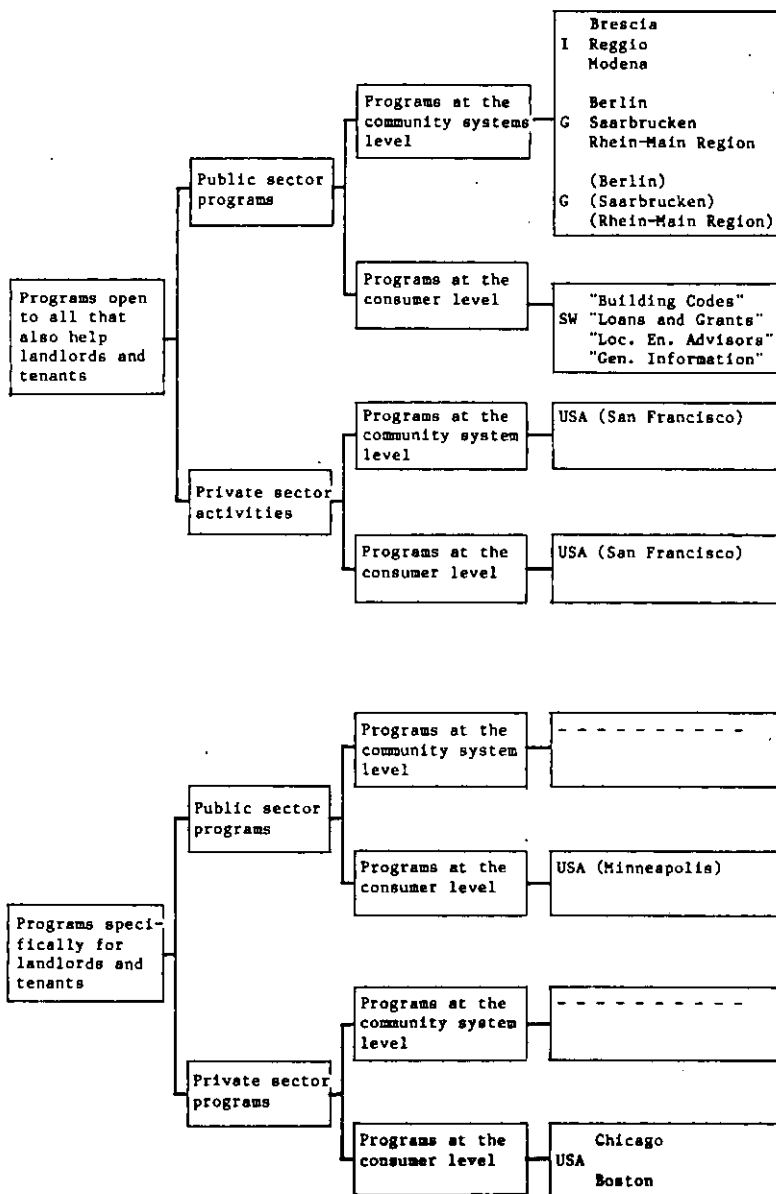 Programs open
to all that
also help
landlords and
tenants
Public sector
programs
Programs at the
community systems
level
Brescia
I Reggio
Modena
Berlin
G Saarbrucken
Rhein-Main Region
(Berlin)
G (Saarbrucken)
(Rhein-Main Region)
Programs at the
consumer level
"Building Codes"
SW "Loans and Grants"
"Loc. En. Advisors"
"Gen. Information"
Private sector
activities
Programs at the
community system
level
USA (San Francisco)
Programs at the
consumer level
USA (San Francisco)
Programs speci-
fically for
landlords and
tenants
Public sector
programs
Programs at the
community system
level
- - - - - - - - - -
Programs at the
consumer level
USA (Minneapolis)
Private sector
programs
Programs at the
community system
level
- - - - - - - - - -
Programs at the
consumer level
Chicago
USA
Boston